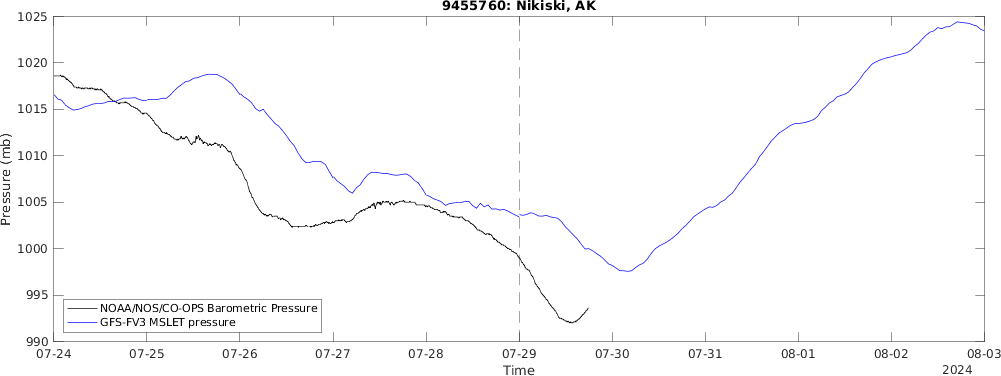 9455760: Nikiski, AK
Pressure (mb)
1025
1020
1015
1010
1005
1000
995
990
NOAA/NOS/CO-OPS Barometric Pressure
GFS-FV3 MSLET pressure
07-24 07-25 07-26 07-27 07-28 07-29 07-30 07-31 08-01 08-02 08-03
Time
2024